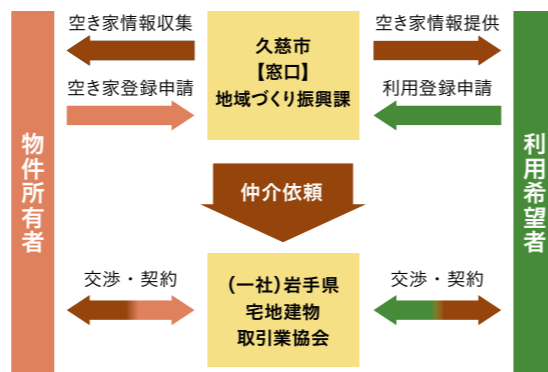 空き家情報収集
久慈市
【窓口】
地域づくり振興課
空き家情報提供
空き家登録申請
利用登録申請
物件所有者
利用希望者
仲介依頼
交渉・契約
(一社)岩手県
宅地建物
取引業協会
交渉・契約